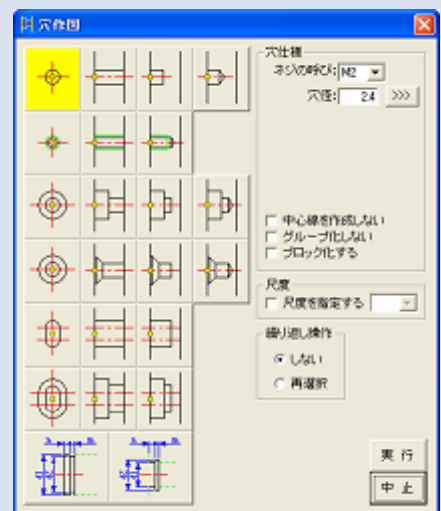 穴作図
穴仕様
ネジの呼び: M2
穴径: 2.4 >>>
中心線を作成しない
グループ化しない
ブロック化する
尺度
尺度を指定する
繰り返し操作
しない
再選択
実行
中止